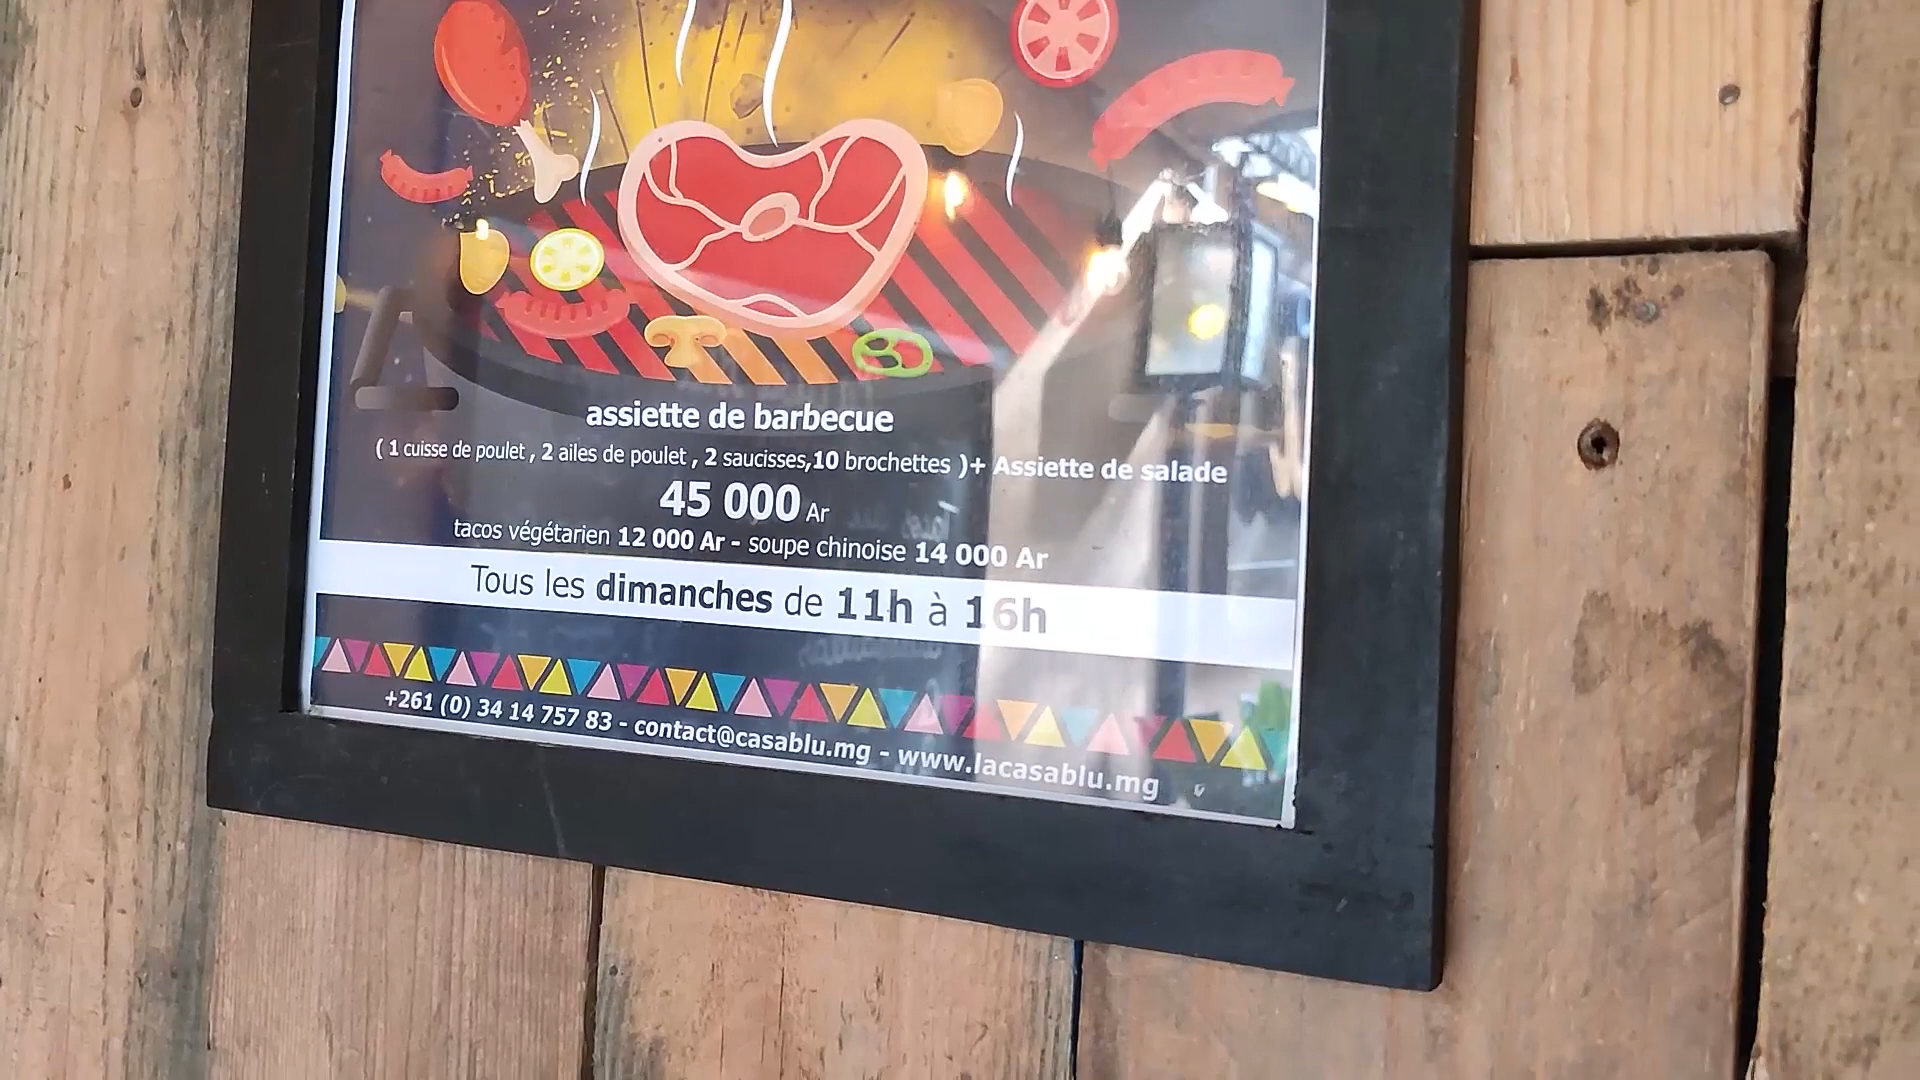 assiette de barbecue
( 1 cuisse de poulet , 2 ailes de poulet , 2 saucisses,10 brochettes )+ Assiette de salade
45 000 Ar
tacos végétarien 12 000 Ar - soupe chinoise 14 000 Ar
Tous les dimanches de 11h à 16h
+261 (0) 34 14 757 83 - contact@casablu.mg - www.lacasablu.mg